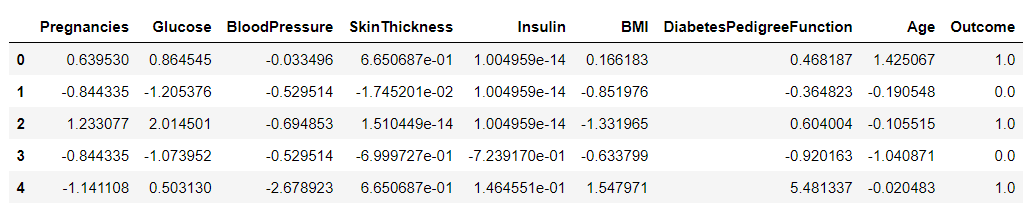 Pregnancies Glucose BloodPressure SkinThickness Insulin BMI DiabetesPedigreeFunction Age Outcome
0 0.639530 0.864545 -0.033496 6.650687e-01 1.004959e-14 0.166183 0.468187 1.425067 1.0
1 -0.844335 -1.205376 -0.529514 -1.745201e-02 1.004959e-14 -0.851976 -0.364823 -0.190548 0.0
2 1.233077 2.014501 -0.694853 1.510449e-14 1.004959e-14 -1.331965 0.604004 -0.105515 1.0
3 -0.844335 -1.073952 -0.529514 -6.999727e-01 -7.239170e-01 -0.633799 -0.920163 -1.040871 0.0
4 -1.141108 0.503130 -2.678923 6.650687e-01 1.464551e-01 1.547971 5.481337 -0.020483 1.0